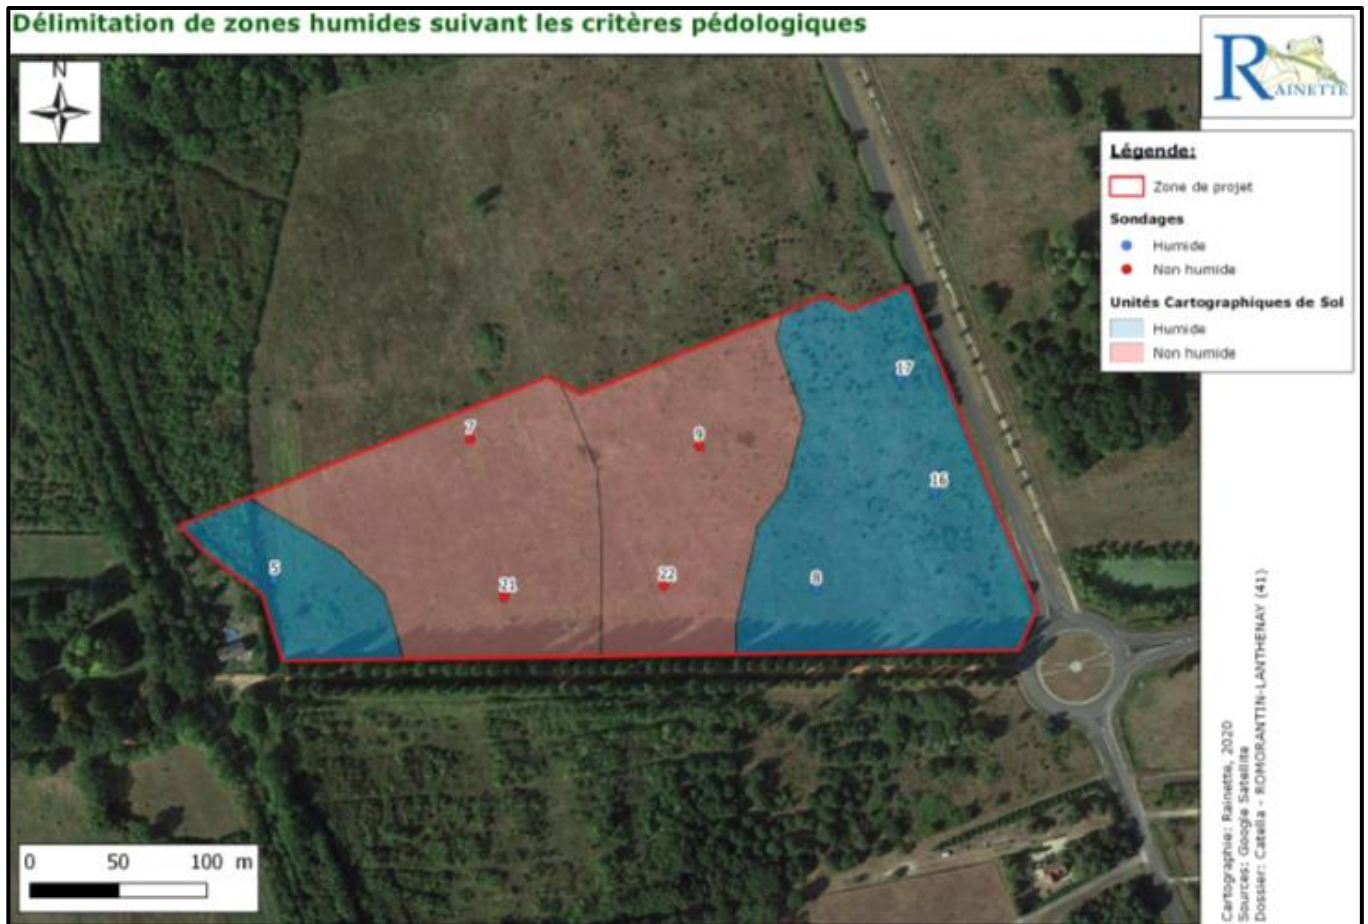 Délimitation de zones humides suivant les critères pédologiques
N
RAINETTE
Légende:
Zone de projet
Sondages
Humide
Non humide
Unités Cartographiques de Sol
Humide
Non humide
17
7
9
16
5
21
22
8
0 50 100 m
Cartographie: Rainette, 2020
Sources: Google Satellite
Dossier: Catella - ROMORANTIN-LANTHENAY (41)